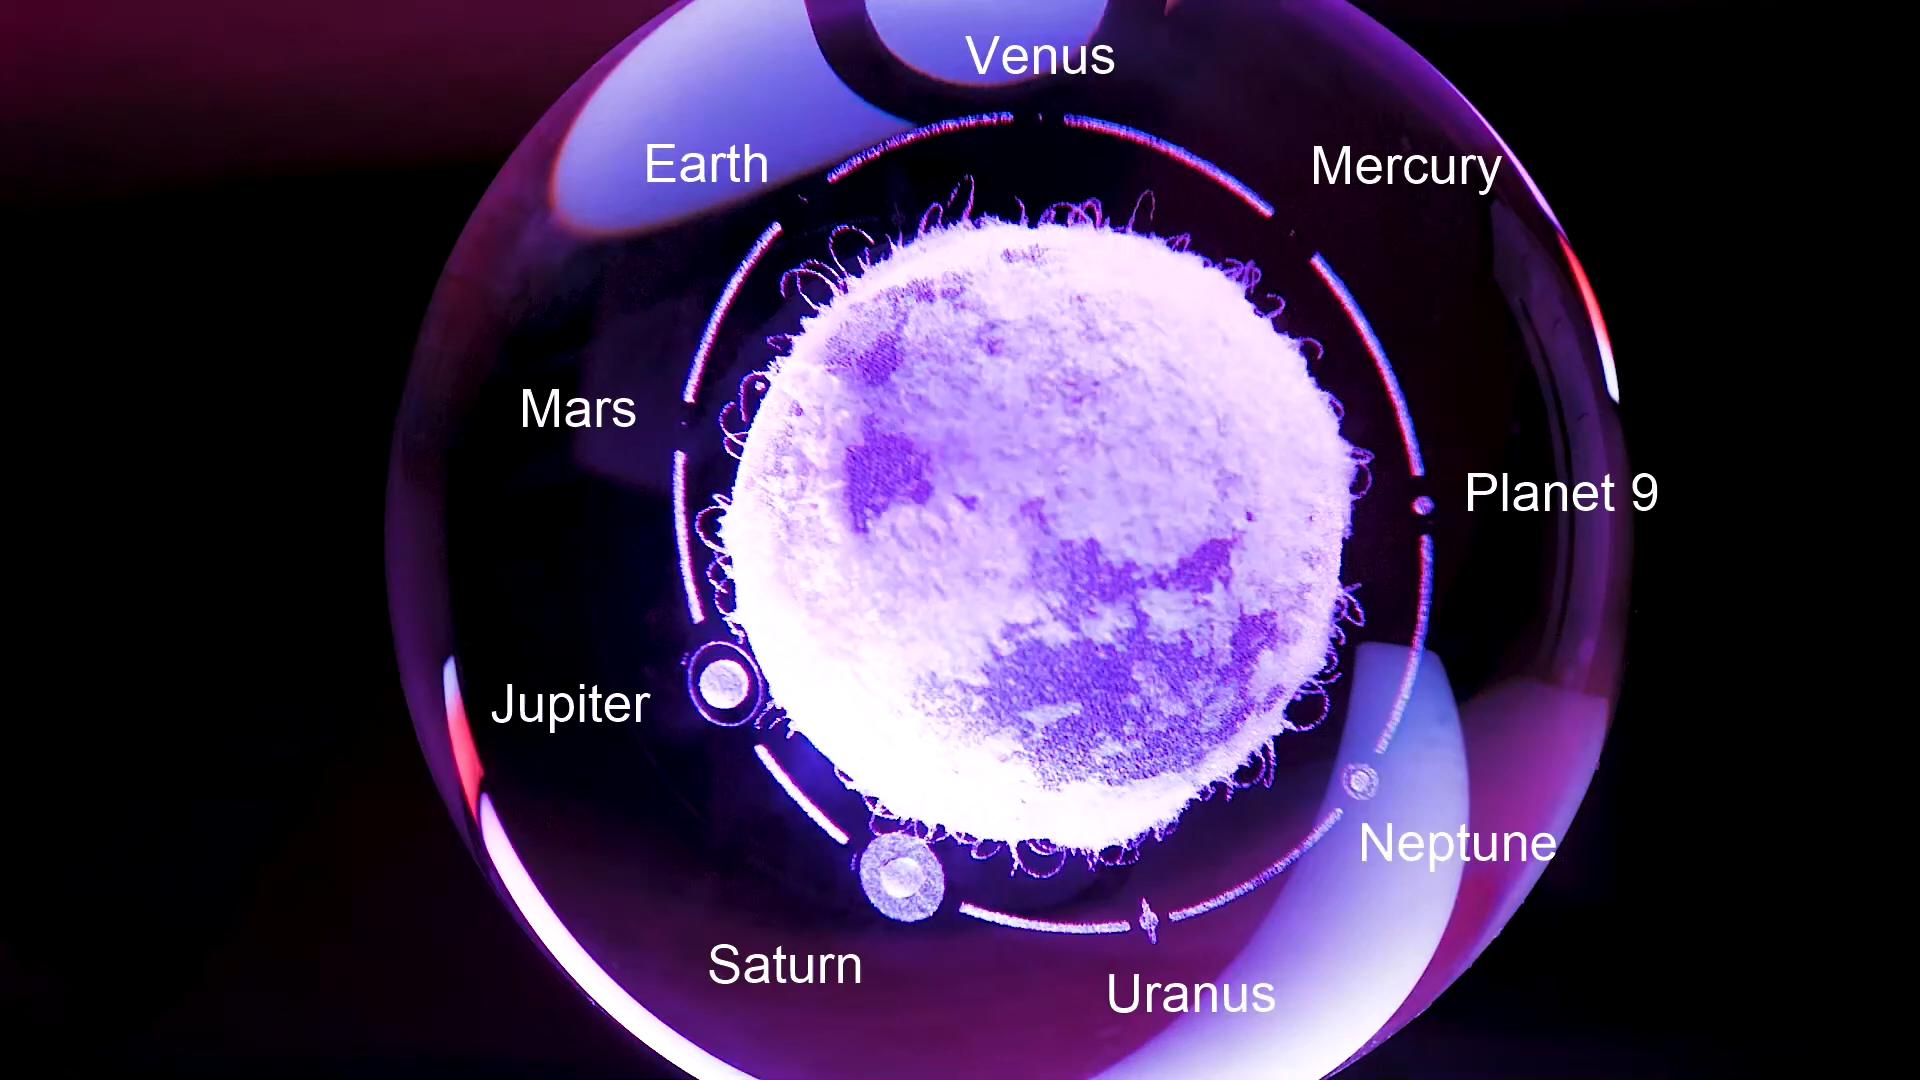 Venus
Earth
Mercury
Mars
Planet 9
Jupiter
Neptune
Saturn
Uranus